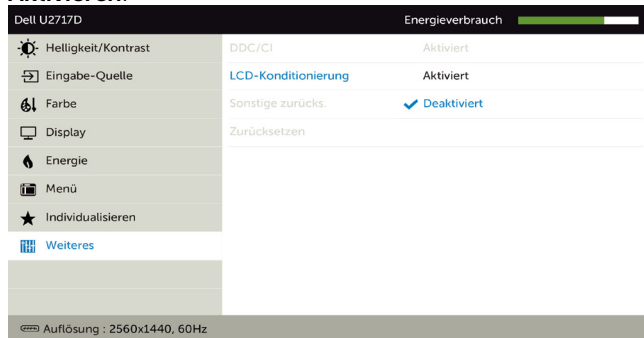 Dell U2717D Energieverbrauch
Helligkeit/Kontrast DDC/CI Aktiviert
Eingabe-Quelle LCD-Konditionierung Aktiviert
Farbe Sonstige zurücks. Deaktiviert
Display Zurücksetzen
Energie
Menü
Individualisieren
Weiteres
Auflösung : 2560x1440, 60Hz